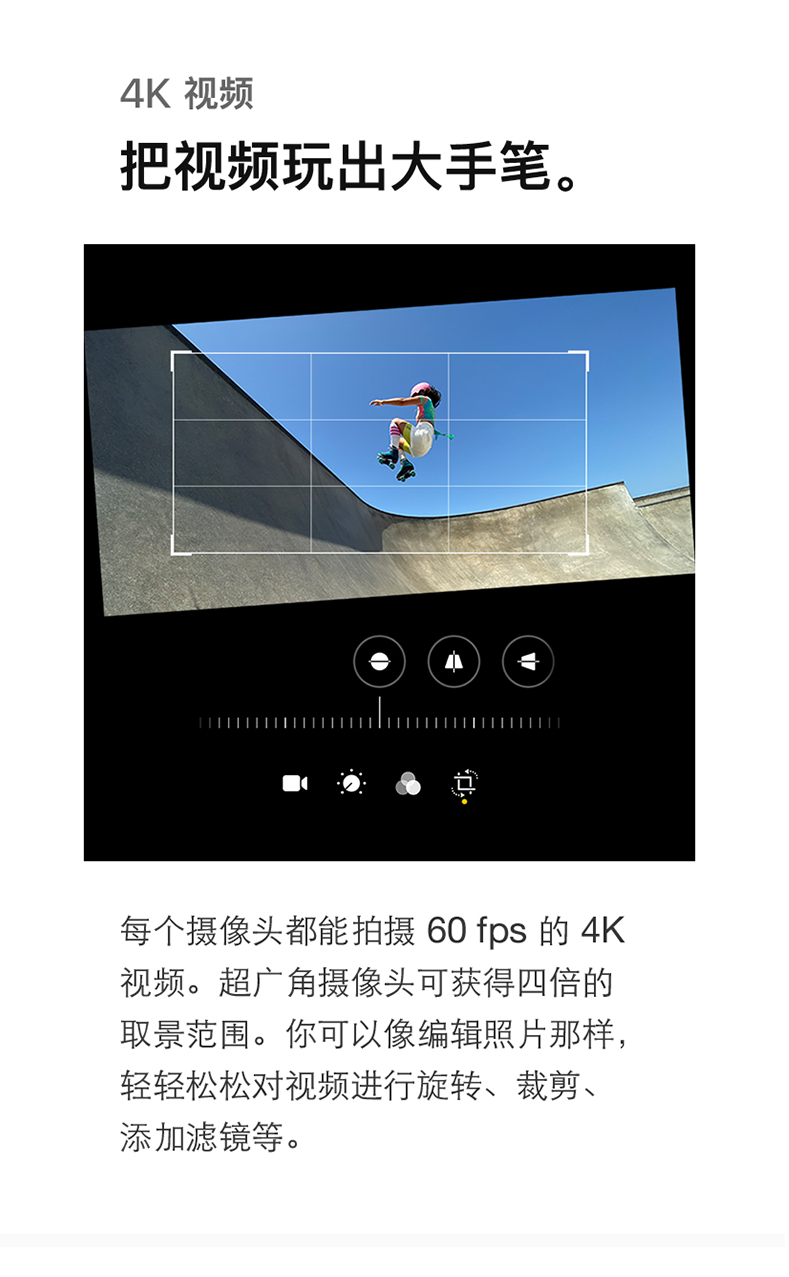 4K 视频
把视频玩出大手笔。
每个摄像头都能拍摄 60 fps 的 4K
视频。超广角摄像头可获得四倍的
取景范围。你可以像编辑照片那样，
轻轻松松对视频进行旋转、裁剪、
添加滤镜等。